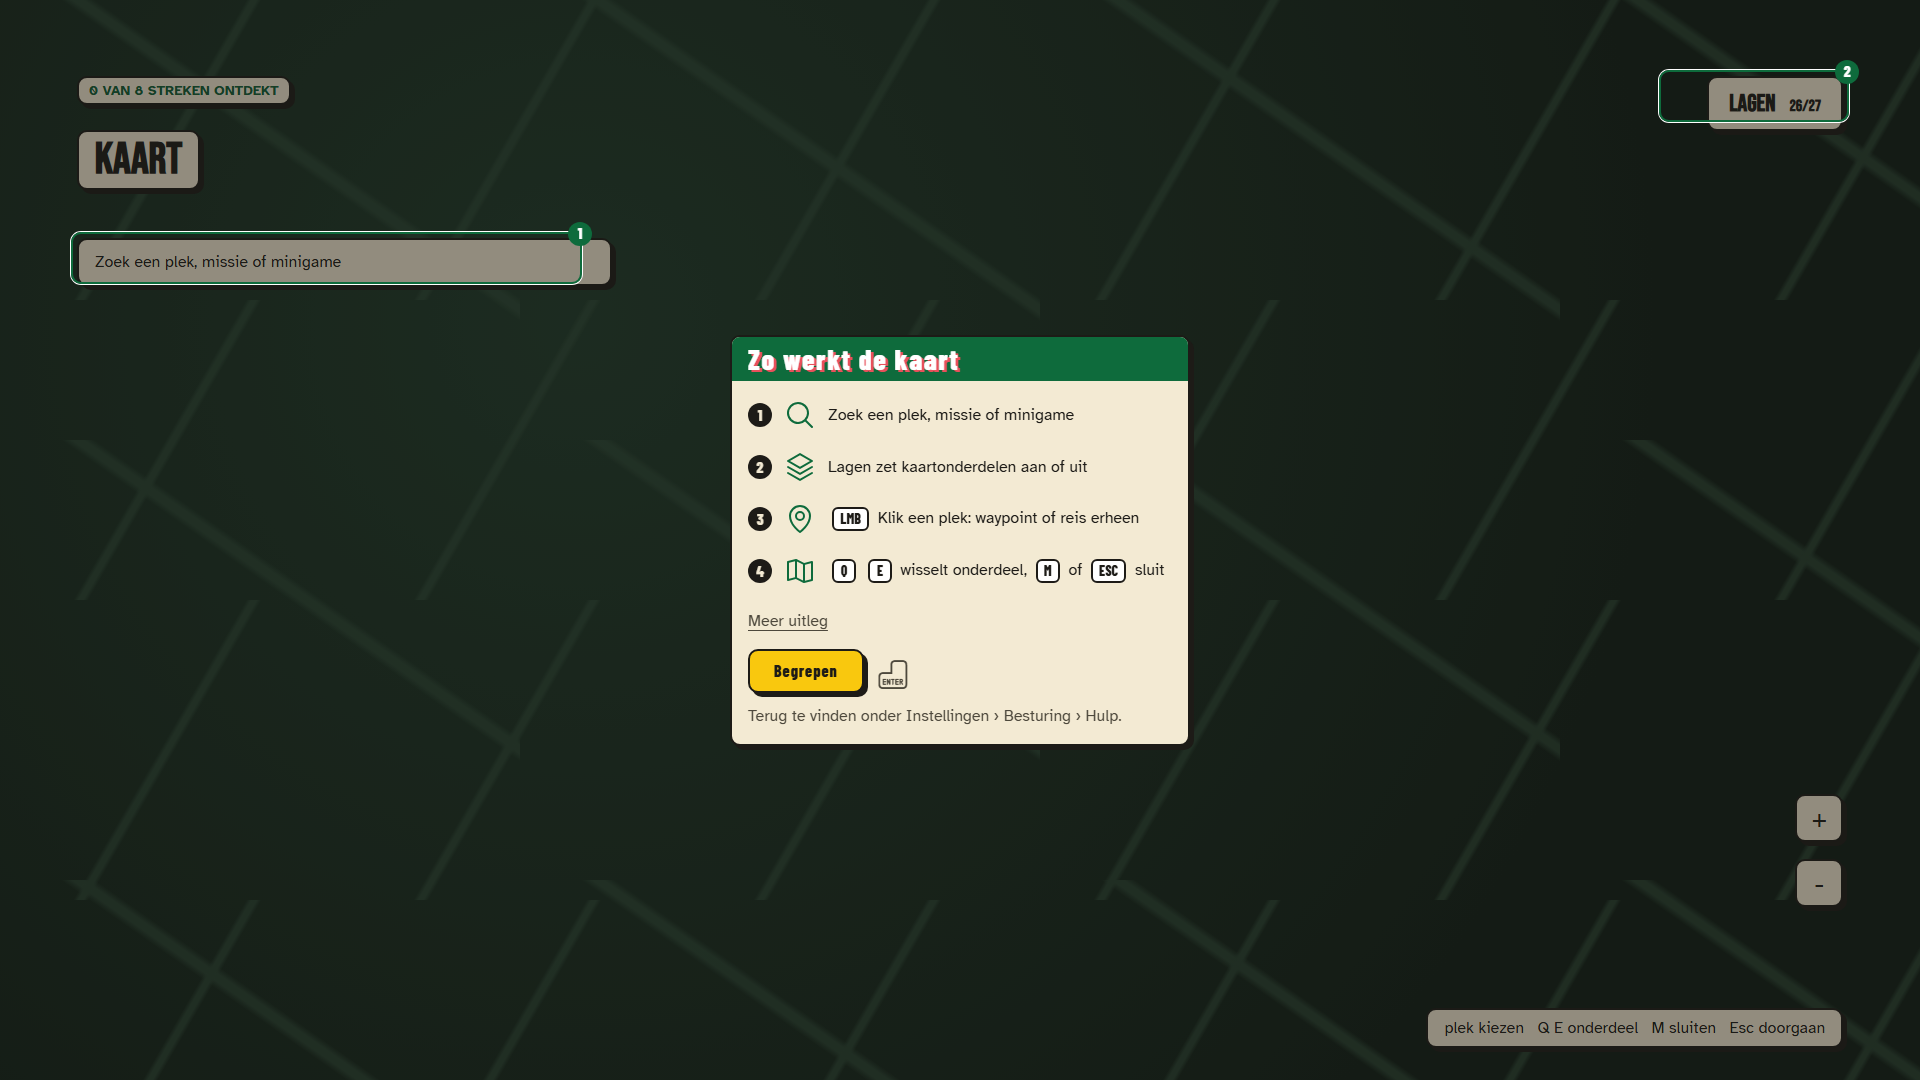 0 VAN 8 STREKEN ONTDEKT
KAART
Zoek een plek, missie of minigame
1
LAGEN 26/27
2
Zo werkt de kaart
1 Zoek een plek, missie of minigame
2 Lagen zet kaartonderdelen aan of uit
3 LMB Klik een plek: waypoint of reis erheen
4 Q E wisselt onderdeel, M of ESC sluit
Meer uitleg
Begrepen ENTER
Terug te vinden onder Instellingen › Besturing › Hulp.
+
-
plek kiezen Q E onderdeel M sluiten Esc doorgaan